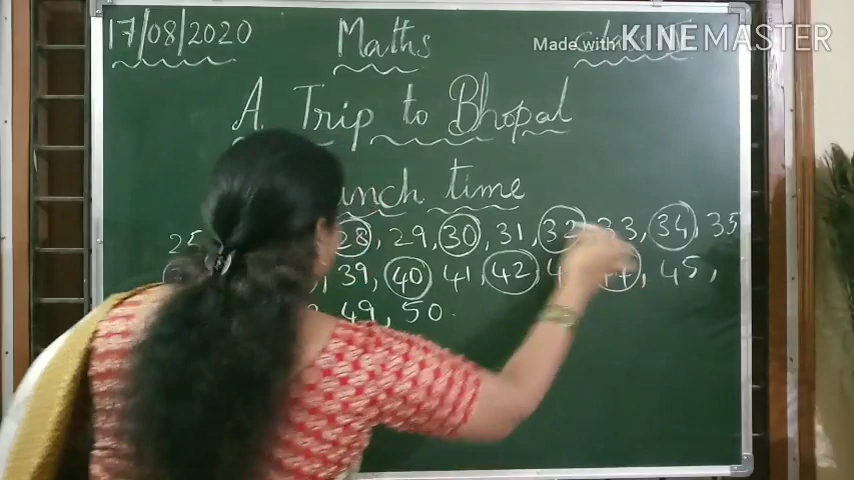 17/08/2020 Maths
Made with KINEMASTER
A Trip to Bhopal
Lunch time
25 28, 29, 30, 31, 32, 33, 34, 35
, 39, 40, 41, 42, 44, 45,
49, 50.